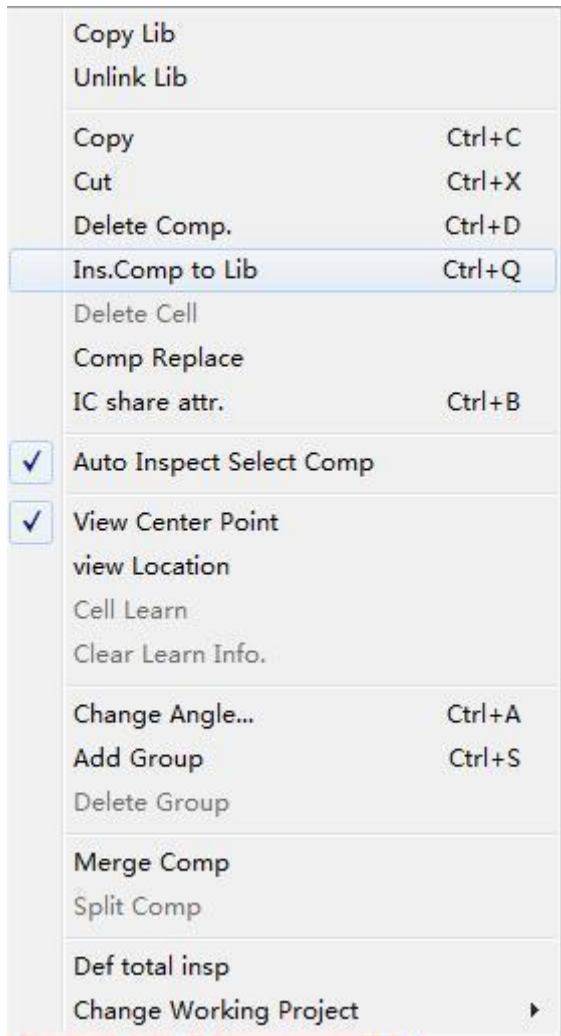 Copy Lib
Unlink Lib
Copy Ctrl+C
Cut Ctrl+X
Delete Comp. Ctrl+D
Ins.Comp to Lib Ctrl+Q
Delete Cell
Comp Replace
IC share attr. Ctrl+B
Auto Inspect Select Comp
View Center Point
view Location
Cell Learn
Clear Learn Info.
Change Angle... Ctrl+A
Add Group Ctrl+S
Delete Group
Merge Comp
Split Comp
Def total insp
Change Working Project